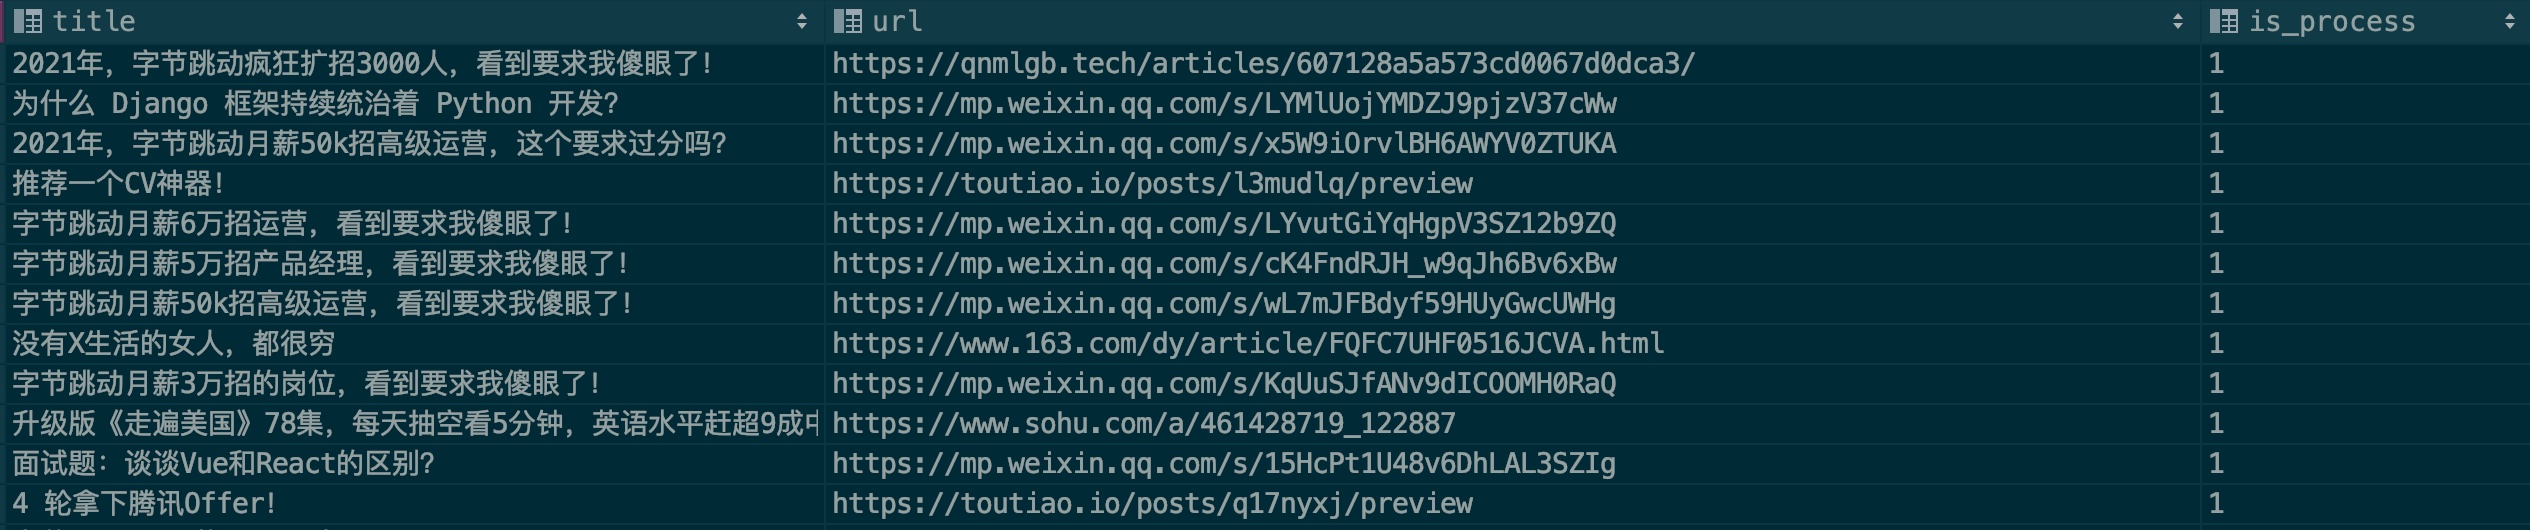 title url is_process
2021年，字节跳动疯狂扩招3000人，看到要求我傻眼了！ https://qnmlgb.tech/articles/607128a5a573cd0067d0dca3/ 1
为什么 Django 框架持续统治着 Python 开发？ https://mp.weixin.qq.com/s/LYMlUojYMDZJ9pjzV37cWw 1
2021年，字节跳动月薪50k招高级运营，这个要求过分吗？ https://mp.weixin.qq.com/s/x5W9iOrvlBH6AWYV0ZTUKA 1
推荐一个CV神器！ https://toutiao.io/posts/l3mudlq/preview 1
字节跳动月薪6万招运营，看到要求我傻眼了！ https://mp.weixin.qq.com/s/LYvutGiYqHgpV3SZ12b9ZQ 1
字节跳动月薪5万招产品经理，看到要求我傻眼了！ https://mp.weixin.qq.com/s/cK4FndRJH_w9qJh6Bv6xBw 1
字节跳动月薪50k招高级运营，看到要求我傻眼了！ https://mp.weixin.qq.com/s/wL7mJFBdyf59HUyGwcUWHg 1
没有X生活的女人，都很穷 https://www.163.com/dy/article/FQFC7UHF0516JCVA.html 1
字节跳动月薪3万招的岗位，看到要求我傻眼了！ https://mp.weixin.qq.com/s/KqUuSJfANv9dICOOMH0RaQ 1
升级版《走遍美国》78集，每天抽空看5分钟，英语水平赶超9成 https://www.sohu.com/a/461428719_122887 1
面试题：谈谈Vue和React的区别？ https://mp.weixin.qq.com/s/15HcPt1U48v6DhLAL3SZIg 1
4 轮拿下腾讯Offer！ https://toutiao.io/posts/q17nyxj/preview 1